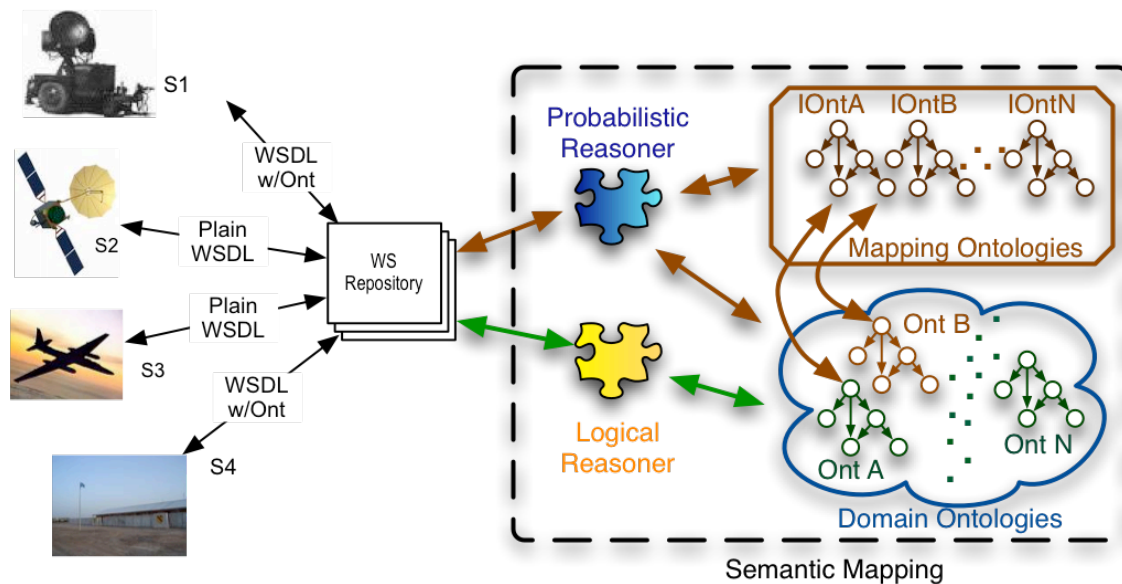 S1
WSDL
w/Ont
S2
Plain
WSDL
Plain
WSDL
S3
WSDL
w/Ont
S4
WS
Repository
Probabilistic
Reasoner
Logical
Reasoner
IOntA IOntB IOntN
Mapping Ontologies
Ont B
Ont A
Ont N
Domain Ontologies
Semantic Mapping